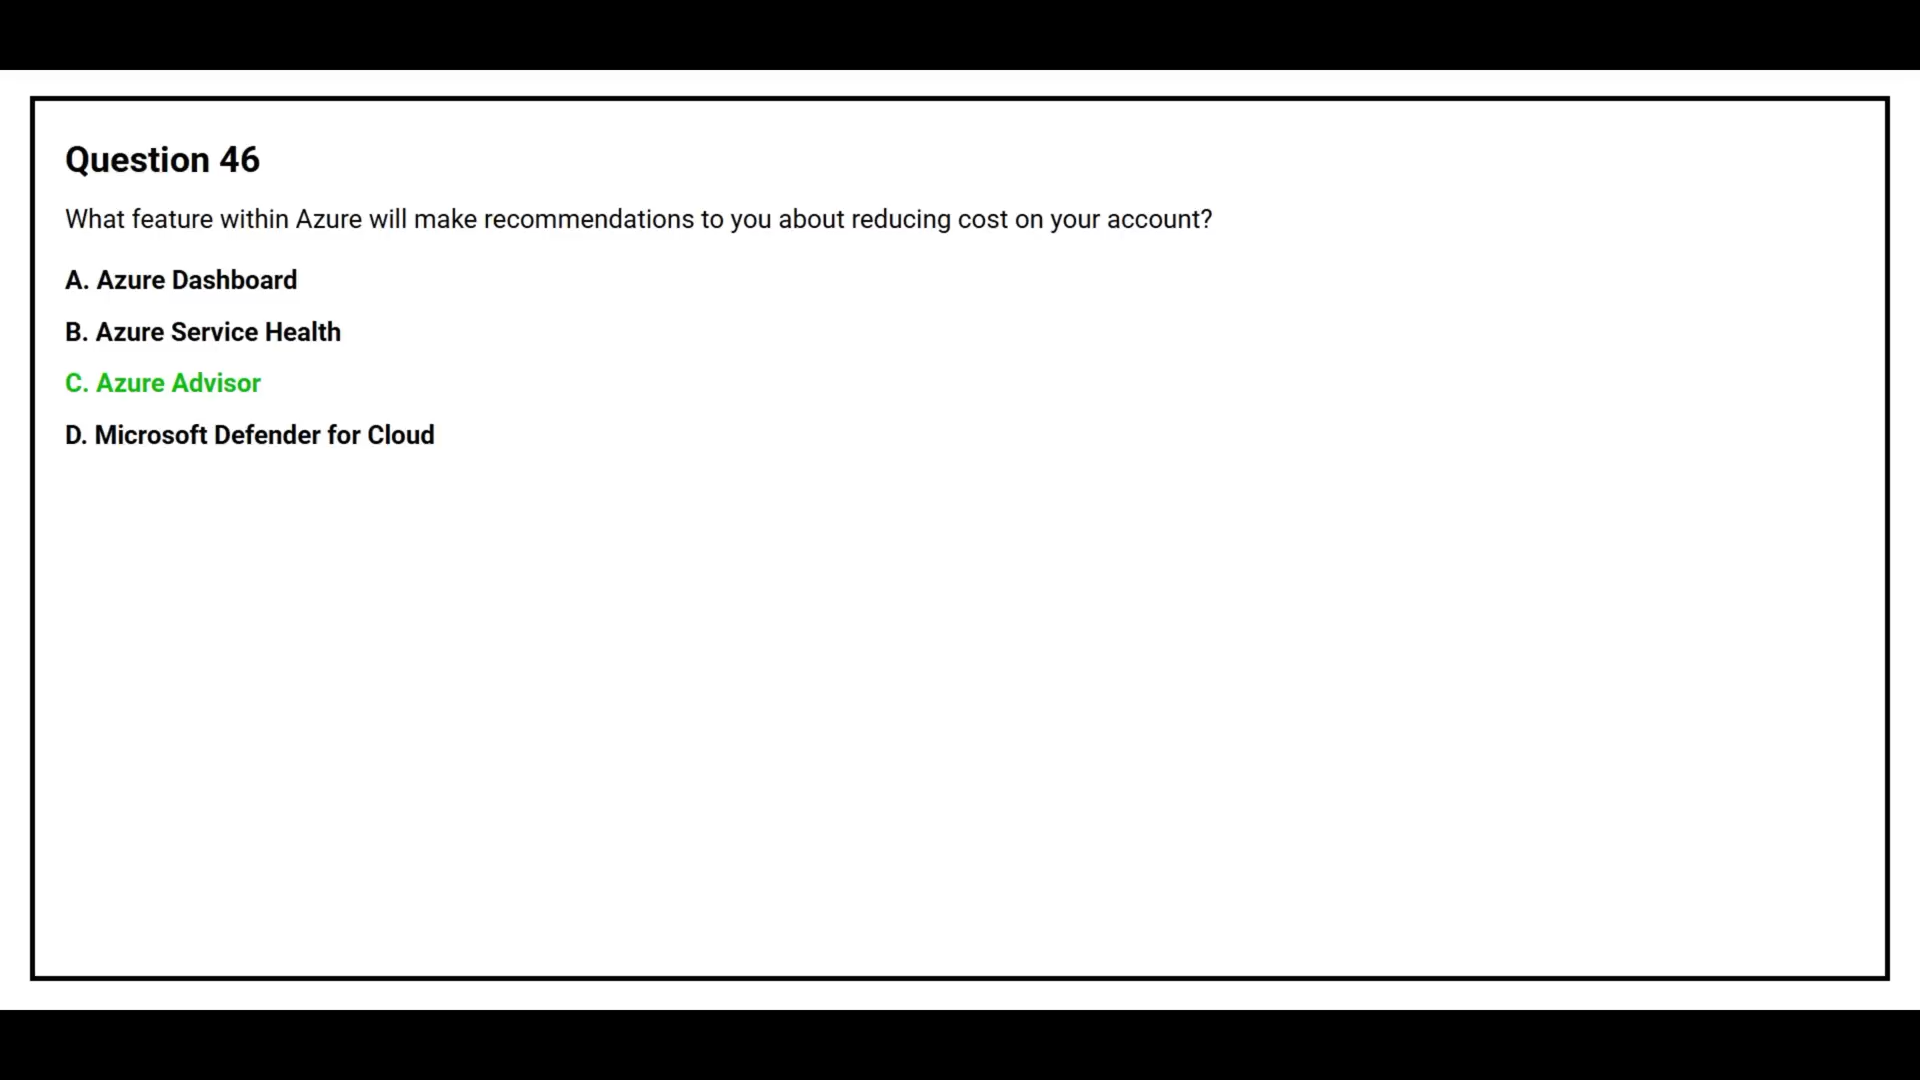 Question 46
What feature within Azure will make recommendations to you about reducing cost on your account?
A. Azure Dashboard
B. Azure Service Health
C. Azure Advisor
D. Microsoft Defender for Cloud